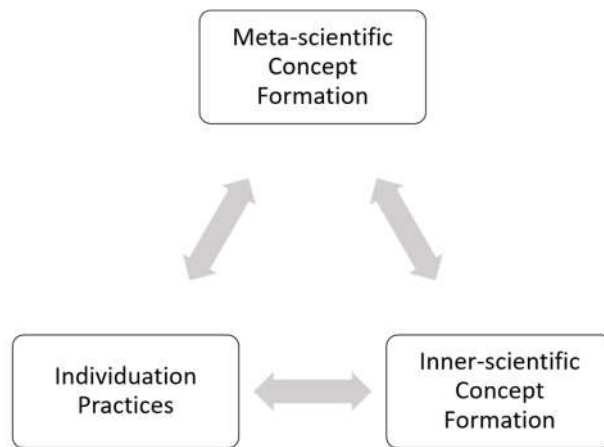 Meta-scientific
Concept
Formation
Individuation
Practices
Inner-scientific
Concept
Formation